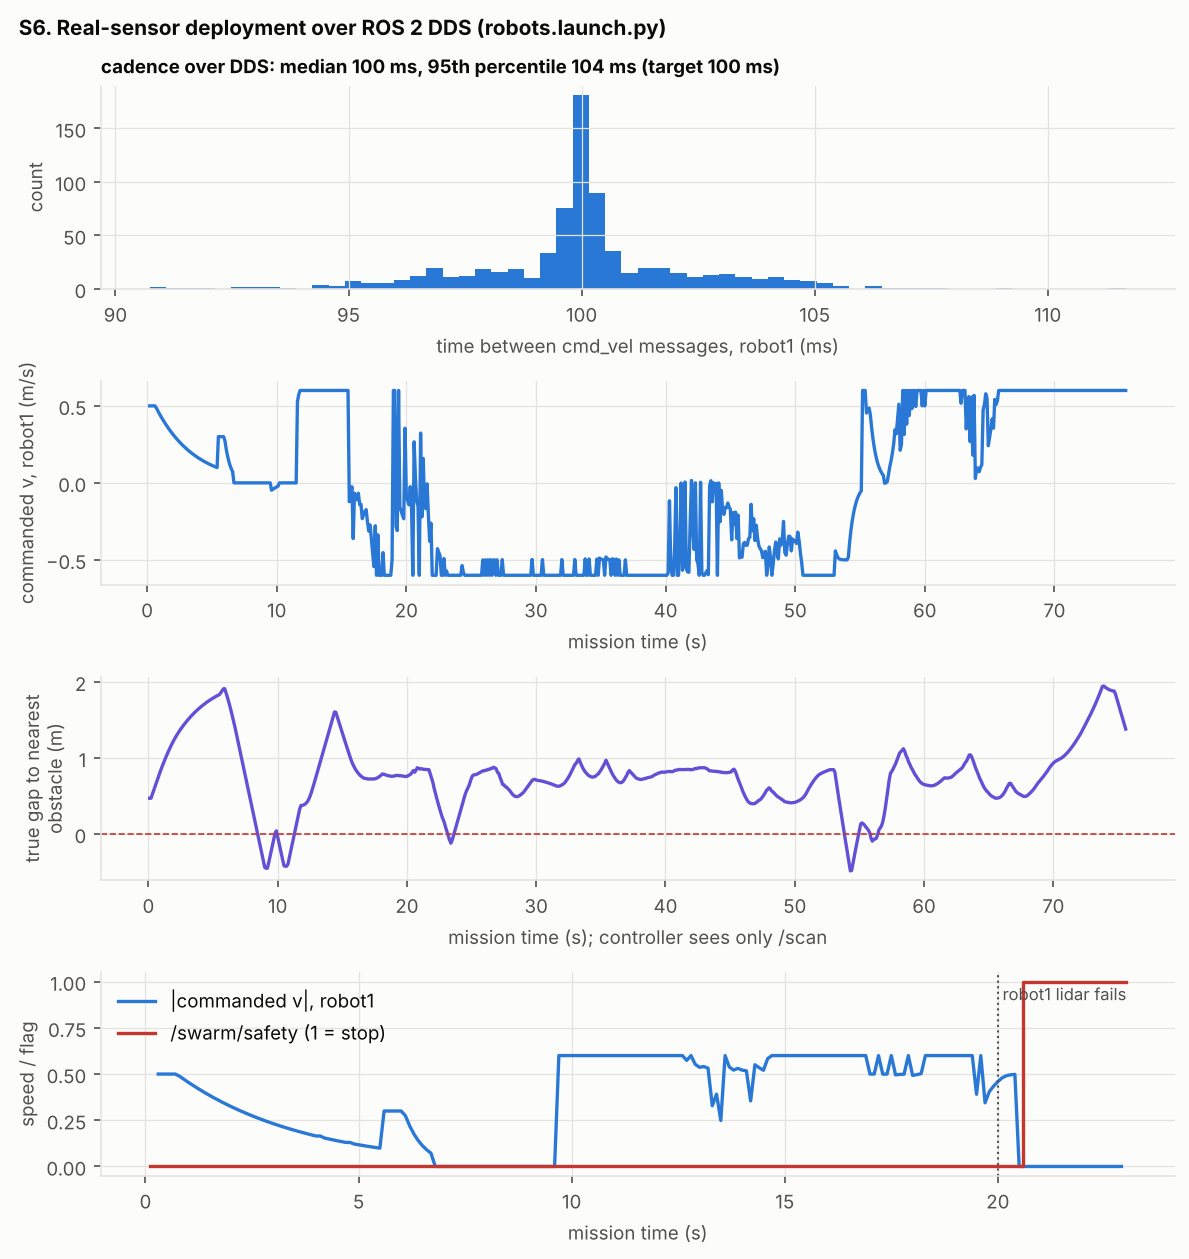 S6. Real-sensor deployment over ROS 2 DDS (robots.launch.py)
cadence over DDS: median 100 ms, 95th percentile 104 ms (target 100 ms)
count
150
100
50
0
90
95
100
105
110
time between cmd_vel messages, robot1 (ms)
commanded v, robot1 (m/s)
0.5
0.0
−0.5
0
10
20
30
40
50
60
70
mission time (s)
true gap to nearest
obstacle (m)
2
1
0
0
10
20
30
40
50
60
70
mission time (s); controller sees only /scan
speed / flag
1.00
0.75
0.50
0.25
0.00
|commanded v|, robot1
/swarm/safety (1 = stop)
robot1 lidar fails
0
5
10
15
20
mission time (s)